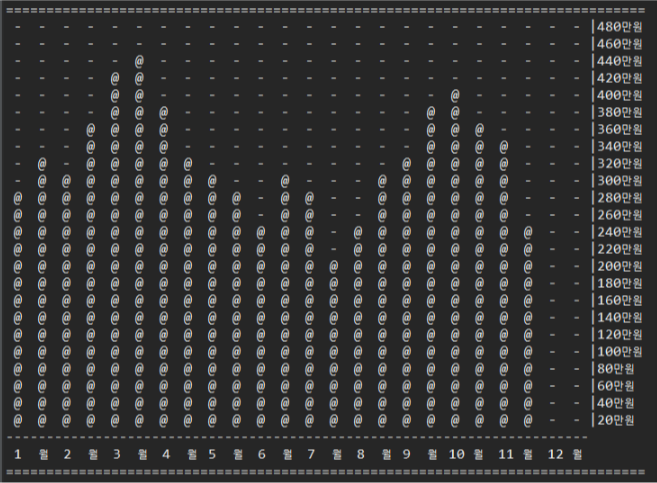 ===============================================================================
- - - - - - - - - - - - - - - - - - - - - - - - |480만원
- - - - - - - - - - - - - - - - - - - - - - - - |460만원
- - - - - @ - - - - - - - - - - - - - - - - - - |440만원
- - - - @ @ - - - - - - - - - - - - - - - - - - |420만원
- - - - @ @ - - - - - - - - - - - - @ - - - - - |400만원
- - - - @ @ @ - - - - - - - - - - @ @ - - - - - |380만원
- - - @ @ @ @ - - - - - - - - - - @ @ @ - - - - |360만원
- - - @ @ @ @ - - - - - - - - - - @ @ @ @ - - - |340만원
- @ - @ @ @ @ @ - - - - - - - - @ @ @ @ @ - - - |320만원
- @ @ @ @ @ @ @ @ - - @ - - - @ @ @ @ @ @ - - - |300만원
@ @ @ @ @ @ @ @ @ @ - @ @ - - @ @ @ @ @ @ - - - |280만원
@ @ @ @ @ @ @ @ @ @ - @ @ - - @ @ @ @ @ @ - - - |260만원
@ @ @ @ @ @ @ @ @ @ @ @ @ - @ @ @ @ @ @ @ @ - - |240만원
@ @ @ @ @ @ @ @ @ @ @ @ @ - @ @ @ @ @ @ @ @ - - |220만원
@ @ @ @ @ @ @ @ @ @ @ @ @ @ @ @ @ @ @ @ @ @ - - |200만원
@ @ @ @ @ @ @ @ @ @ @ @ @ @ @ @ @ @ @ @ @ @ - - |180만원
@ @ @ @ @ @ @ @ @ @ @ @ @ @ @ @ @ @ @ @ @ @ - - |160만원
@ @ @ @ @ @ @ @ @ @ @ @ @ @ @ @ @ @ @ @ @ @ - - |140만원
@ @ @ @ @ @ @ @ @ @ @ @ @ @ @ @ @ @ @ @ @ @ - - |120만원
@ @ @ @ @ @ @ @ @ @ @ @ @ @ @ @ @ @ @ @ @ @ - - |100만원
@ @ @ @ @ @ @ @ @ @ @ @ @ @ @ @ @ @ @ @ @ @ - - |80만원
@ @ @ @ @ @ @ @ @ @ @ @ @ @ @ @ @ @ @ @ @ @ - - |60만원
@ @ @ @ @ @ @ @ @ @ @ @ @ @ @ @ @ @ @ @ @ @ - - |40만원
@ @ @ @ @ @ @ @ @ @ @ @ @ @ @ @ @ @ @ @ @ @ - - |20만원
------------------------------------------------------------------------
1 월 2 월 3 월 4 월 5 월 6 월 7 월 8 월 9 월 10 월 11 월 12 월
===============================================================================